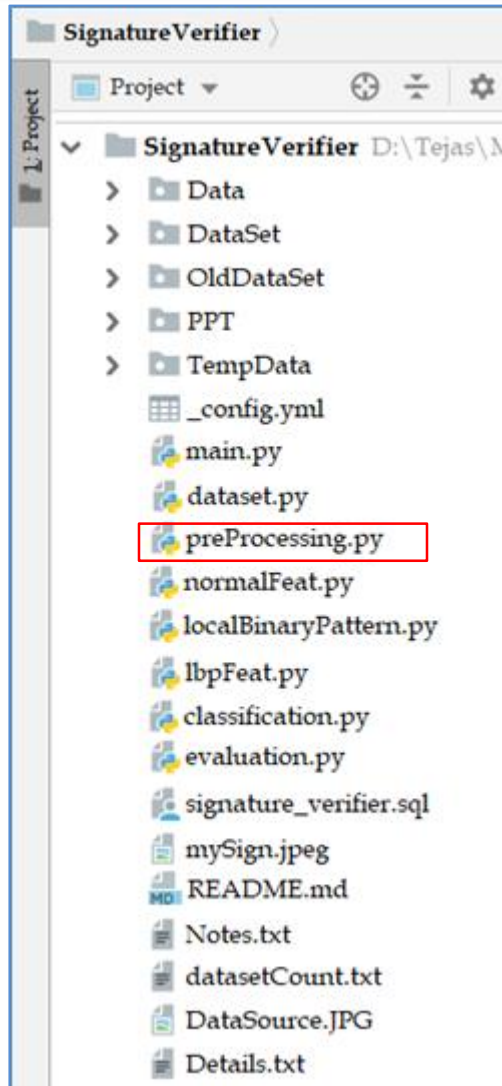 SignatureVerifier
1: Project
Project
SignatureVerifier D:\Tejas\M
Data
DataSet
OldDataSet
PPT
TempData
_config.yml
main.py
dataset.py
preProcessing.py
normalFeat.py
localBinaryPattern.py
lbpFeat.py
classification.py
evaluation.py
signature_verifier.sql
mySign.jpeg
MD README.md
Notes.txt
datasetCount.txt
DataSource.JPG
Details.txt